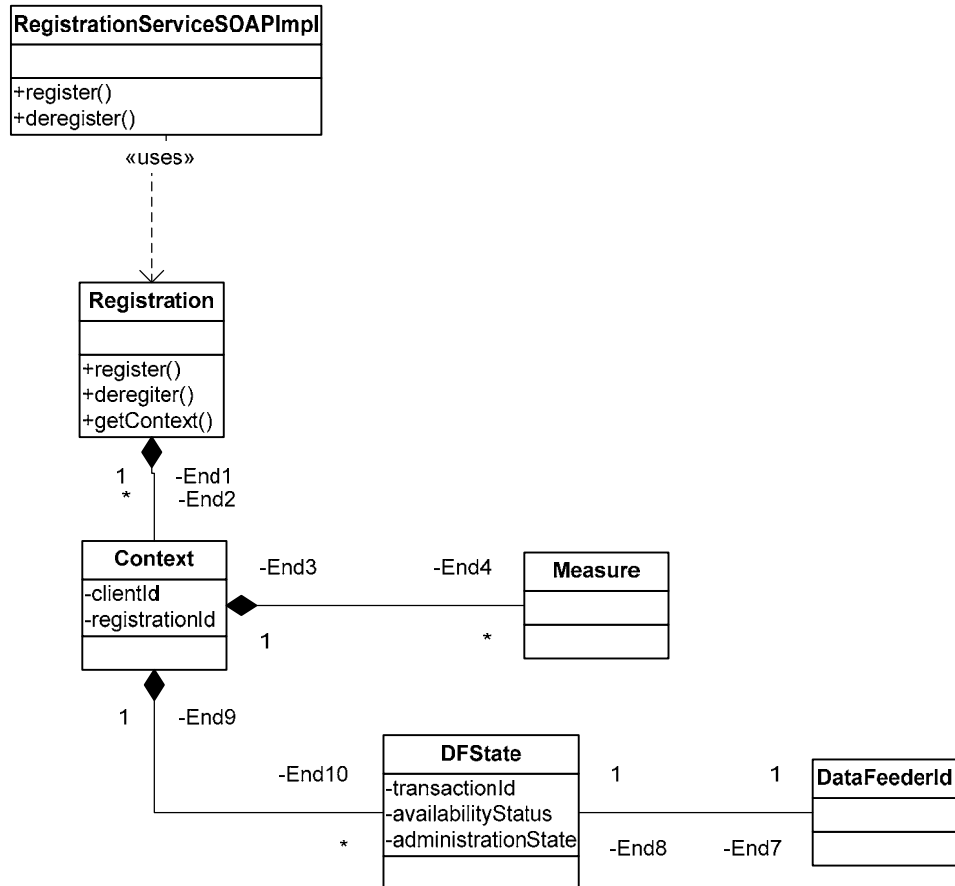 RegistrationServiceSOAPImpl
+register()
+deregister()
«uses»
Registration
+register()
+deregiter()
+getContext()
1 -End1
* -End2
Context
-clientId
-registrationId
-End3 -End4
1 *
Measure
1 -End9
-End10
*
DFState
-transactionId
-availabilityStatus
-administrationState
1 1
-End8 -End7
DataFeederId